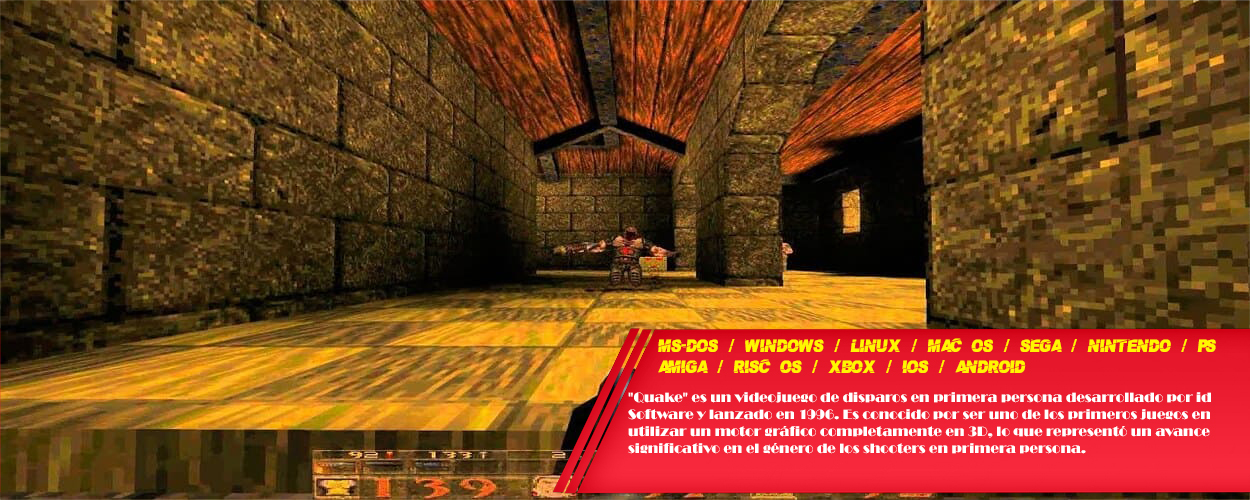 MS-DOS / WINDOWS / LINUX / MAC OS / SEGA / NINTENDO / PS
AMIGA / RISC OS / XBOX / IOS / ANDROID
"Quake" es un videojuego de disparos en primera persona desarrollado por id
Software y lanzado en 1996. Es conocido por ser uno de los primeros juegos en
utilizar un motor gráfico completamente en 3D, lo que representó un avance
significativo en el género de los shooters en primera persona.
92 133 2
139